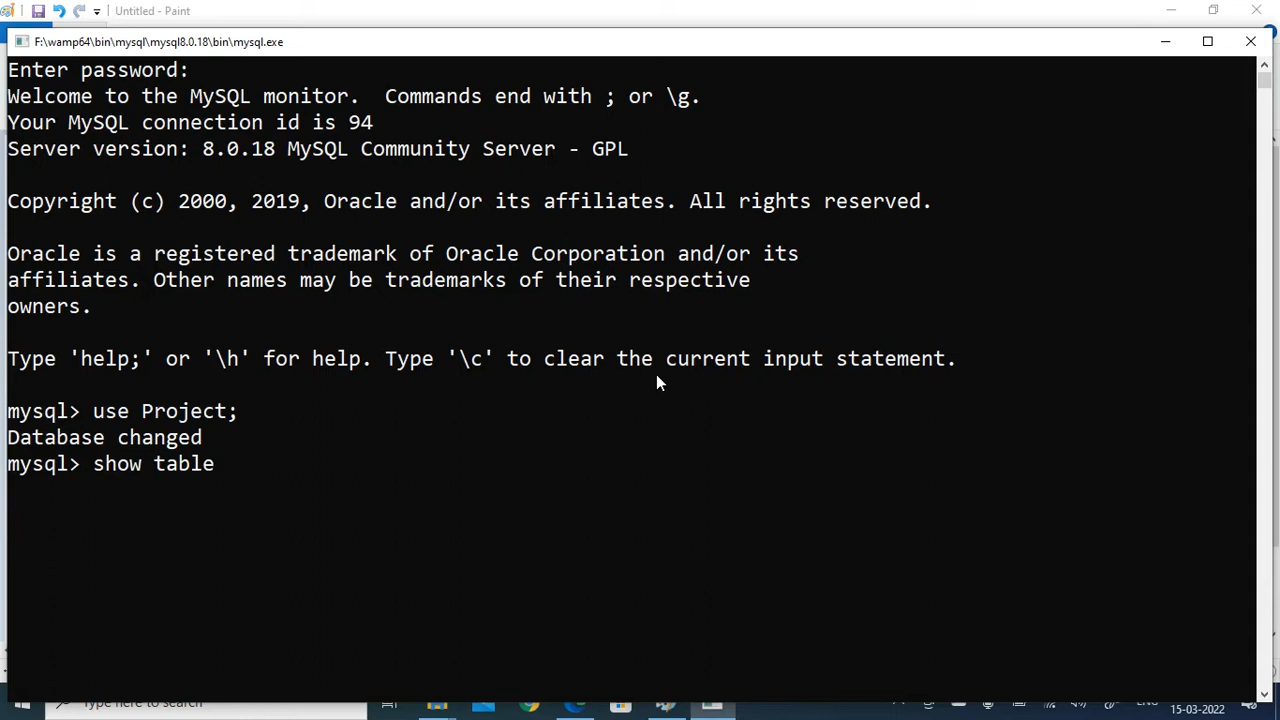 Untitled - Paint
F:\wamp64\bin\mysql\mysql8.0.18\bin\mysql.exe
Enter password:
Welcome to the MySQL monitor.  Commands end with ; or \g.
Your MySQL connection id is 94
Server version: 8.0.18 MySQL Community Server - GPL
Copyright (c) 2000, 2019, Oracle and/or its affiliates. All rights reserved.
Oracle is a registered trademark of Oracle Corporation and/or its
affiliates. Other names may be trademarks of their respective
owners.
Type 'help;' or '\h' for help. Type '\c' to clear the current input statement.
mysql> use Project;
Database changed
mysql> show table
Type here to search
15-03-2022